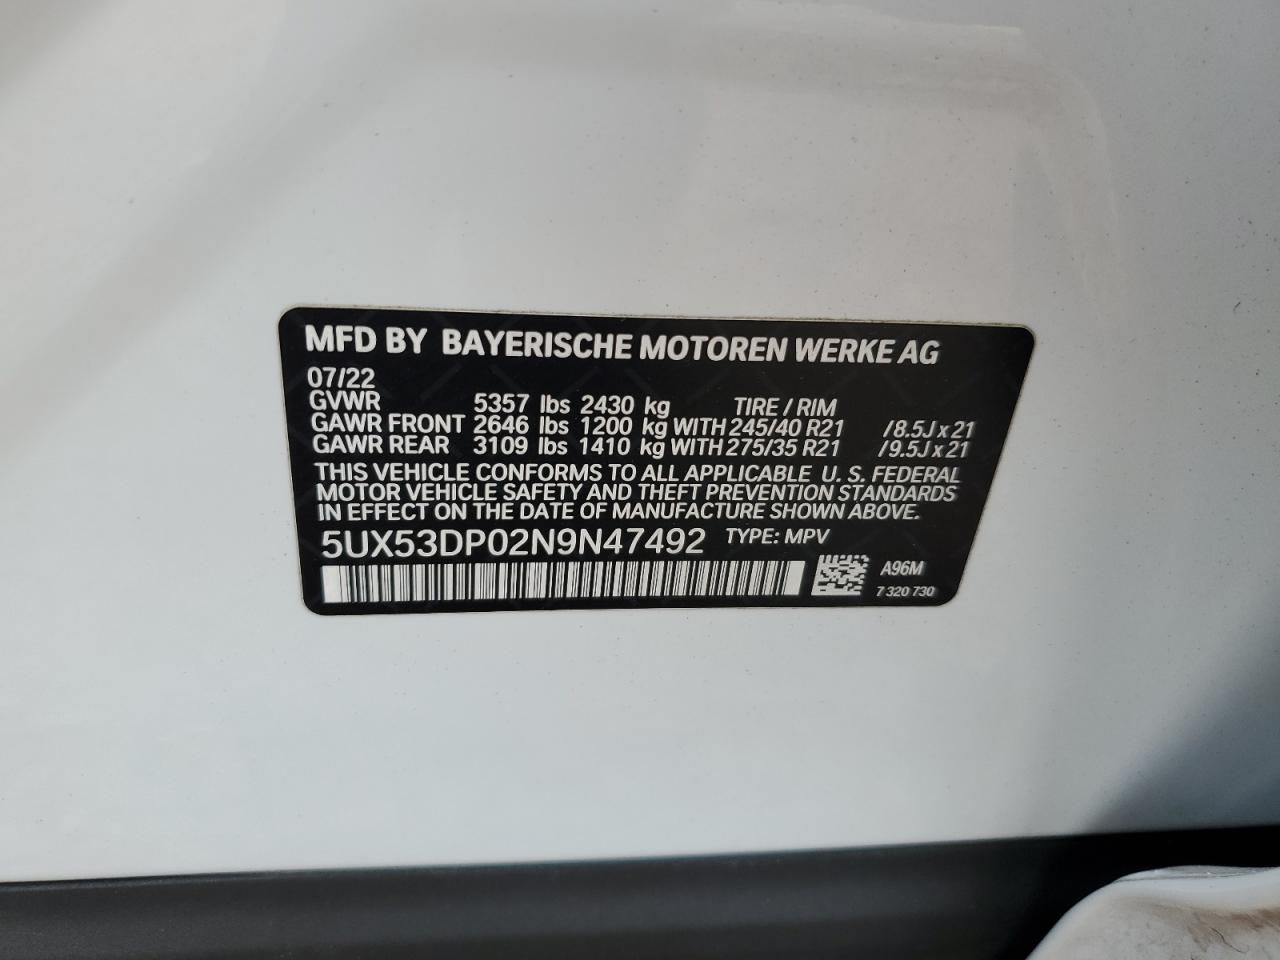 MFD BY BAYERISCHE MOTOREN WERKE AG
07/22
GVWR 5357 lbs 2430 kg TIRE / RIM
GAWR FRONT 2646 lbs 1200 kg WITH 245/40 R21 /8.5J x 21
GAWR REAR 3109 lbs 1410 kg WITH 275/35 R21 /9.5J x 21
THIS VEHICLE CONFORMS TO ALL APPLICABLE U. S. FEDERAL
MOTOR VEHICLE SAFETY AND THEFT PREVENTION STANDARDS
IN EFFECT ON THE DATE OF MANUFACTURE SHOWN ABOVE.
5UX53DP02N9N47492 TYPE: MPV
A96M
7 320 730